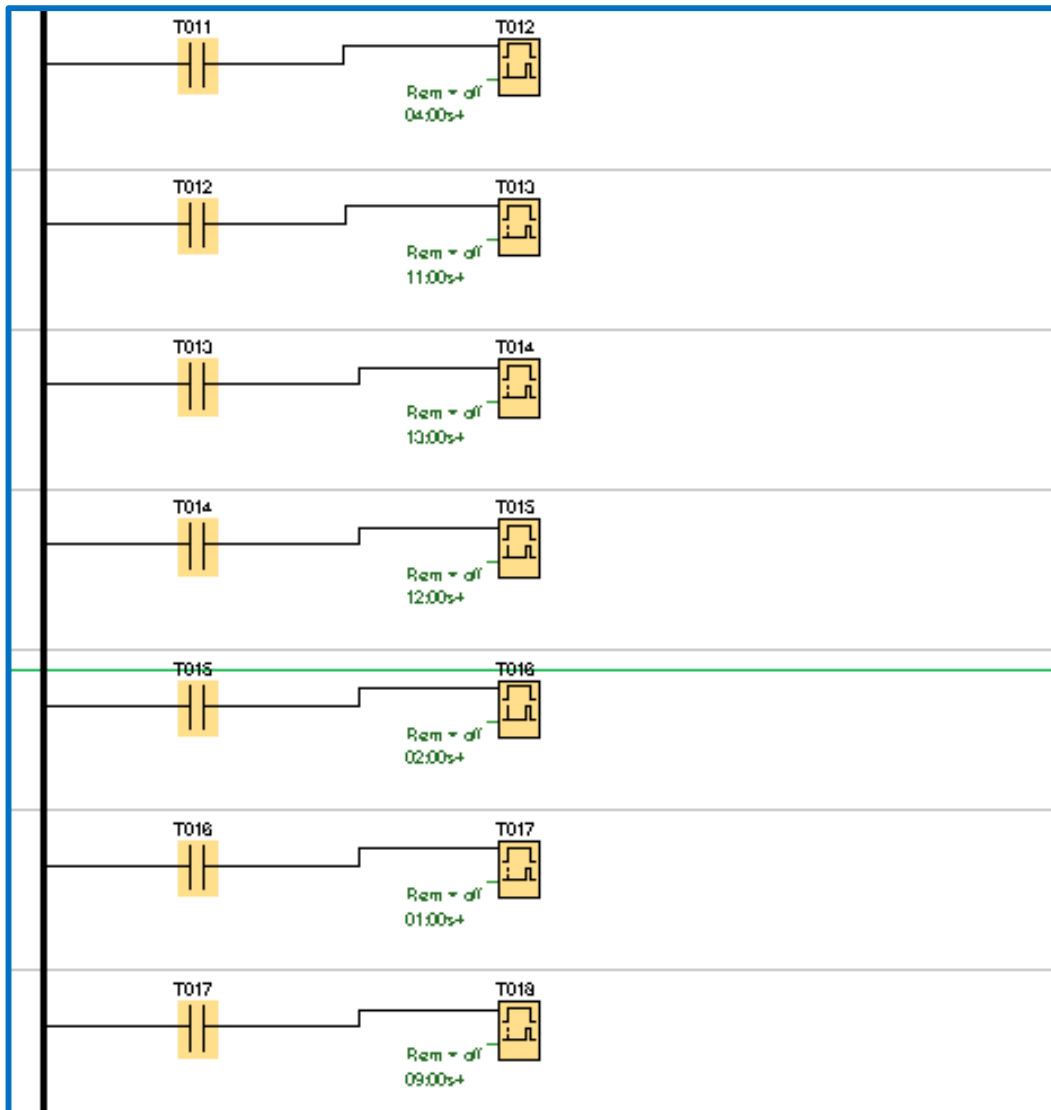 T011 T012
Rem = off
04:00s+
T012 T013
Rem = off
11:00s+
T013 T014
Rem = off
13:00s+
T014 T015
Rem = off
12:00s+
T015 T016
Rem = off
02:00s+
T016 T017
Rem = off
01:00s+
T017 T018
Rem = off
09:00s+